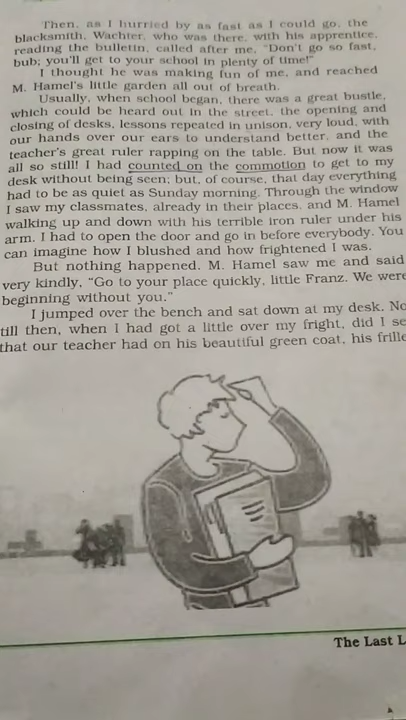 Then, as I hurried by as fast as I could go, the
blacksmith, Wachter, who was there, with his apprentice,
reading the bulletin, called after me, “Don't go so fast,
bub; you'll get to your school in plenty of time!”
I thought he was making fun of me, and reached
M. Hamel's little garden all out of breath.
Usually, when school began, there was a great bustle,
which could be heard out in the street, the opening and
closing of desks, lessons repeated in unison, very loud, with
our hands over our ears to understand better, and the
teacher's great ruler rapping on the table. But now it was
all so still! I had counted on the commotion to get to my
desk without being seen; but, of course, that day everything
had to be as quiet as Sunday morning. Through the window
I saw my classmates, already in their places, and M. Hamel
walking up and down with his terrible iron ruler under his
arm. I had to open the door and go in before everybody. You
can imagine how I blushed and how frightened I was.
But nothing happened. M. Hamel saw me and said
very kindly, “Go to your place quickly, little Franz. We were
beginning without you.”
I jumped over the bench and sat down at my desk. No
till then, when I had got a little over my fright, did I se
that our teacher had on his beautiful green coat, his frille
The Last L